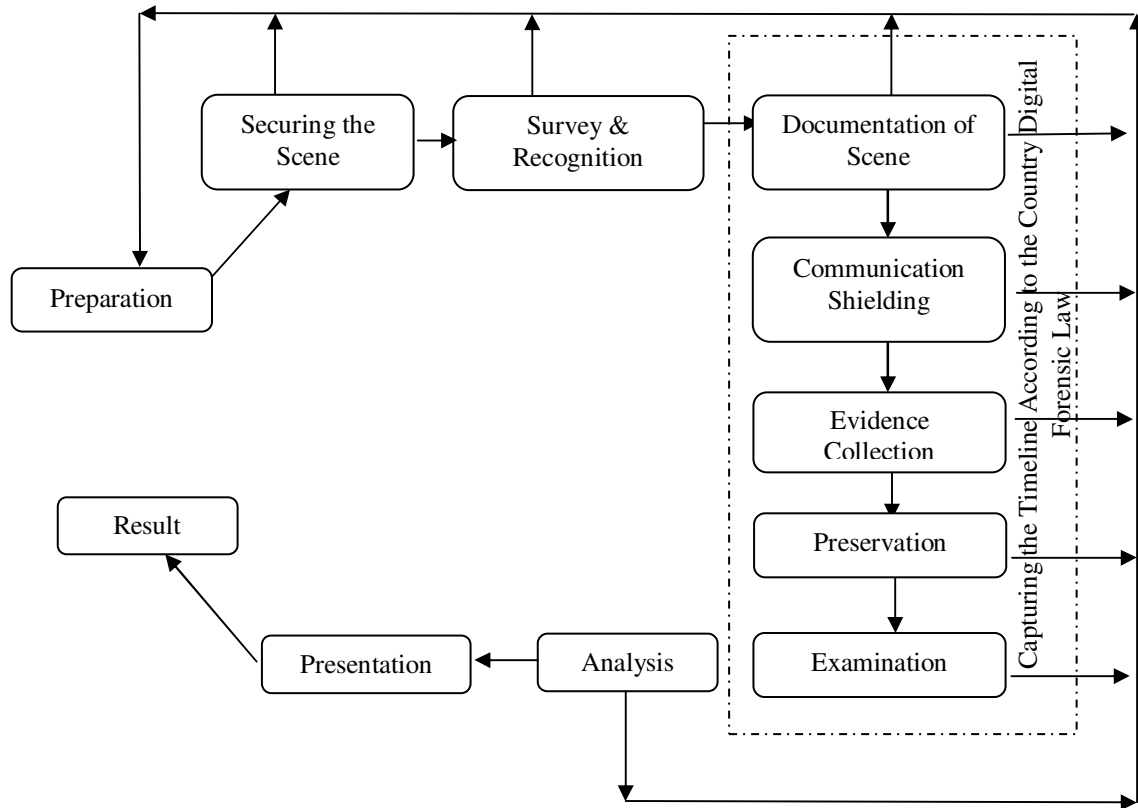 Securing the
Scene
Survey &
Recognition
Documentation of
Scene
Preparation
Communication
Shielding
Evidence
Collection
Capturing the Timeline According to the Country Digital
Forensic Law
Result
Preservation
Presentation
Analysis
Examination